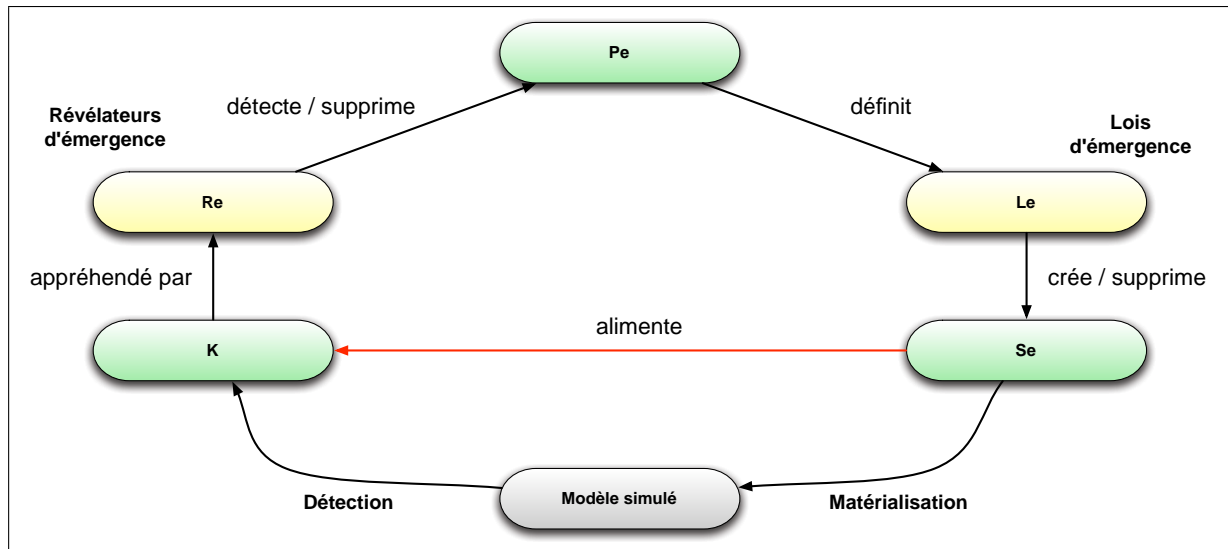 Pe
détecte / supprime
définit
Révélateurs
d'émergence
Lois
d'émergence
Re
Le
appréhendé par
crée / supprime
alimente
K
Se
Modèle simulé
Détection
Matérialisation